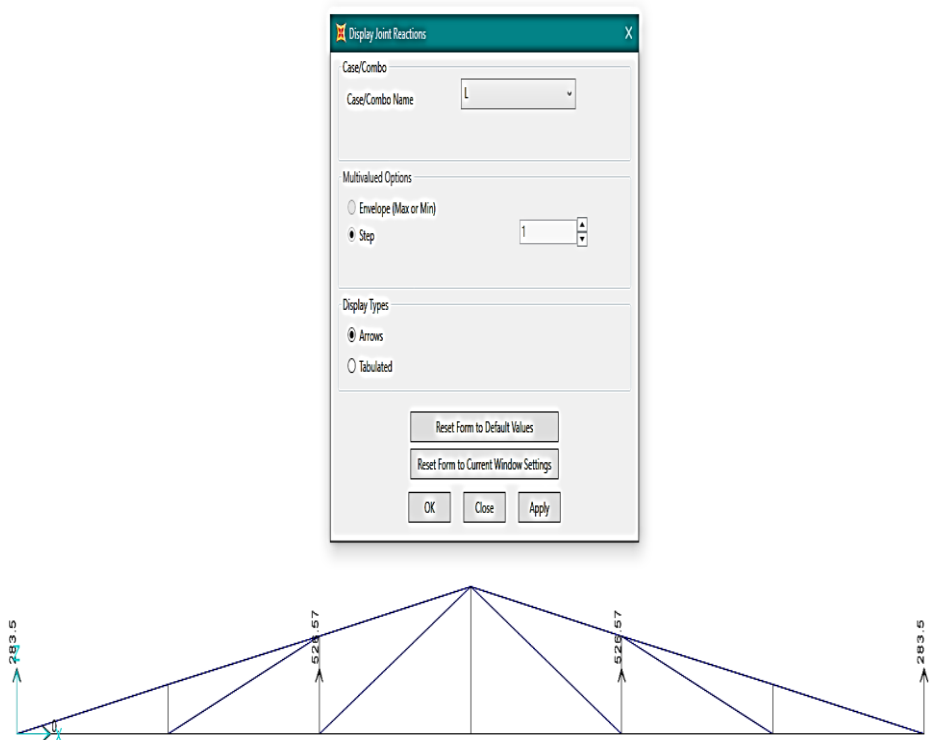 Display Joint Reactions X
Case/Combo
Case/Combo Name L
Multivalued Options
Envelope (Max or Min)
Step 1
Display Types
Arrows
Tabulated
Reset Form to Default Values
Reset Form to Current Window Settings
OK Close Apply
283.5 526.57 526.57 283.5
0 X